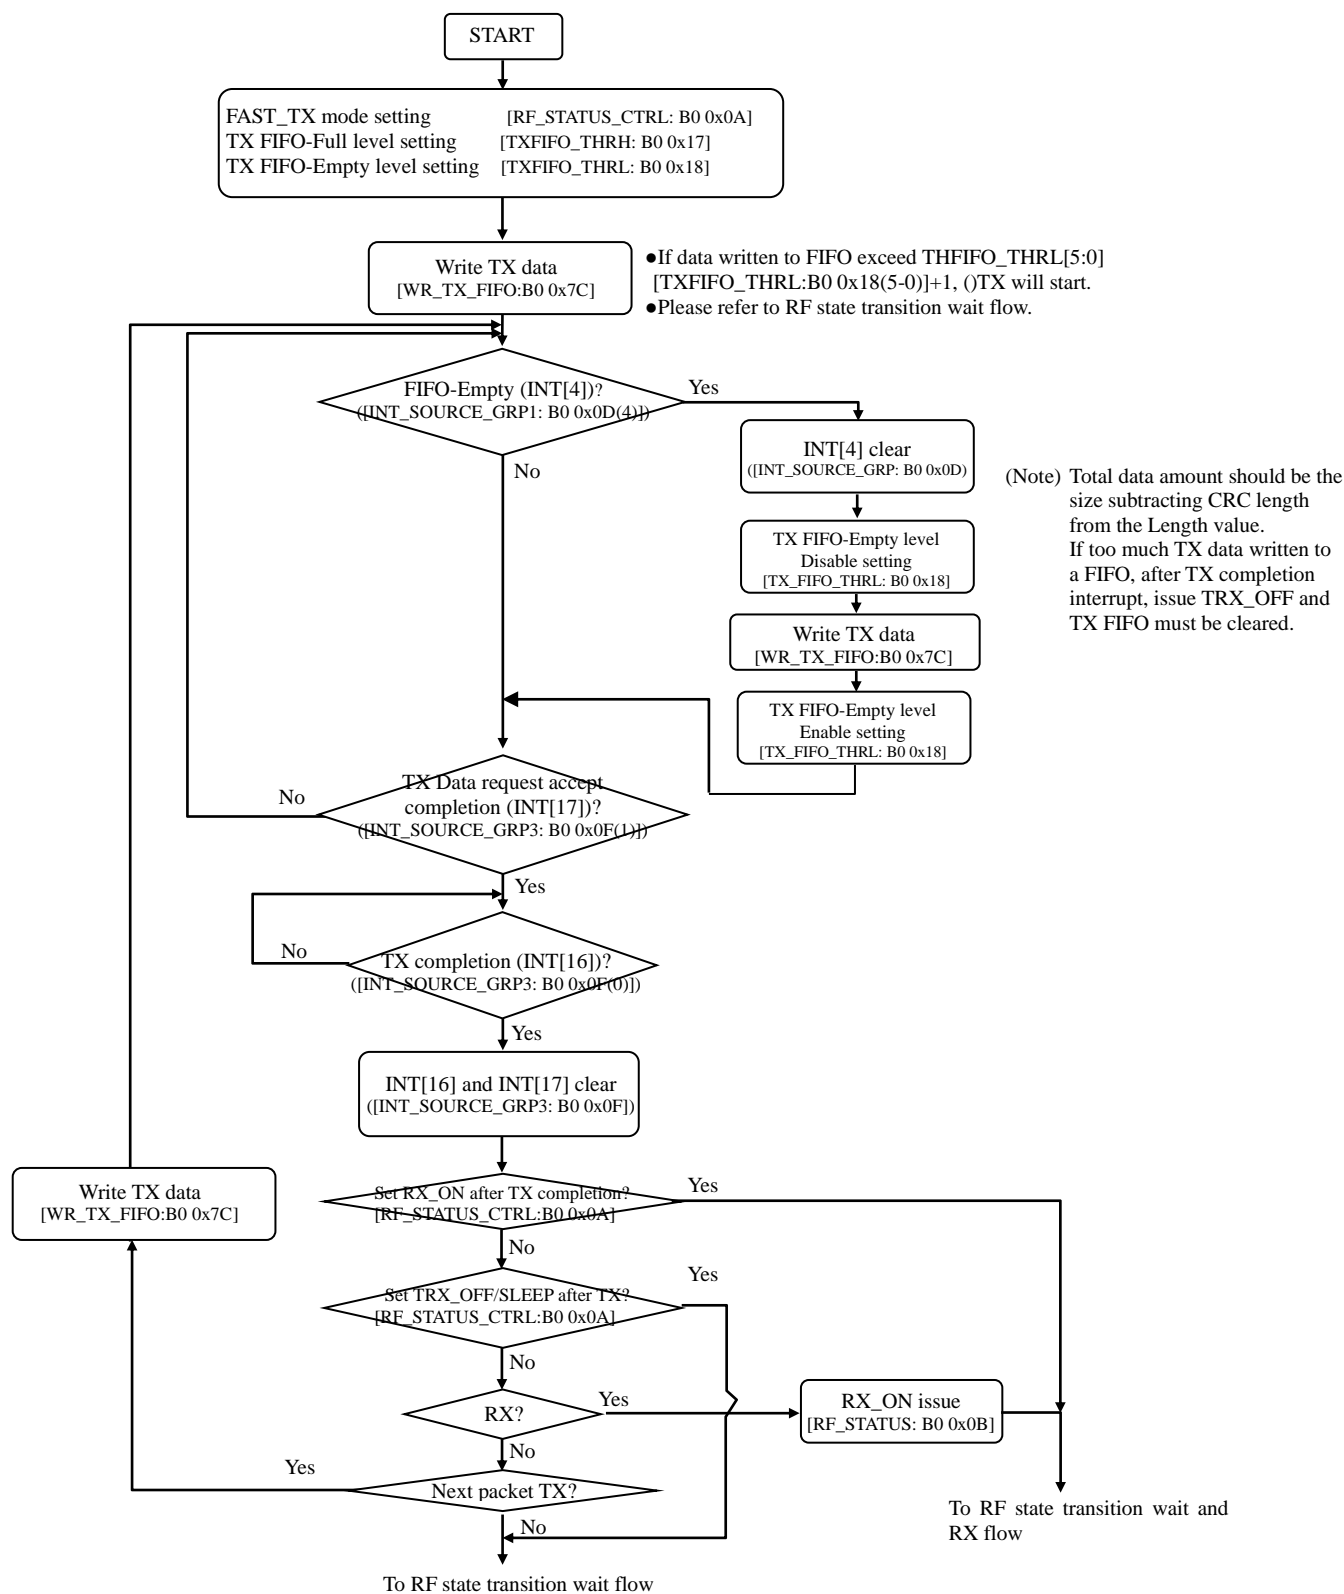 START
FAST_TX mode setting [RF_STATUS_CTRL: B0 0x0A]
TX FIFO-Full level setting [TXFIFO_THRH: B0 0x17]
TX FIFO-Empty level setting [TXFIFO_THRL: B0 0x18]
Write TX data
[WR_TX_FIFO:B0 0x7C]
●If data written to FIFO exceed THFIFO_THRL[5:0]
[TXFIFO_THRL:B0 0x18(5-0)]+1, ()TX will start.
●Please refer to RF state transition wait flow.
FIFO-Empty (INT[4])?
([INT_SOURCE_GRP1: B0 0x0D(4)])
Yes
No
INT[4] clear
([INT_SOURCE_GRP: B0 0x0D)
TX FIFO-Empty level
Disable setting
[TX_FIFO_THRL: B0 0x18]
Write TX data
[WR_TX_FIFO:B0 0x7C]
TX FIFO-Empty level
Enable setting
[TX_FIFO_THRL: B0 0x18]
(Note) Total data amount should be the
size subtracting CRC length
from the Length value.
If too much TX data written to
a FIFO, after TX completion
interrupt, issue TRX_OFF and
TX FIFO must be cleared.
TX Data request accept
completion (INT[17])?
([INT_SOURCE_GRP3: B0 0x0F(1)])
No
Yes
TX completion (INT[16])?
([INT_SOURCE_GRP3: B0 0x0F(0)])
No
Yes
INT[16] and INT[17] clear
([INT_SOURCE_GRP3: B0 0x0F])
Set RX_ON after TX completion?
[RF_STATUS_CTRL:B0 0x0A]
Yes
No
Write TX data
[WR_TX_FIFO:B0 0x7C]
Set TRX_OFF/SLEEP after TX?
[RF_STATUS_CTRL:B0 0x0A]
Yes
No
RX?
Yes
No
RX_ON issue
[RF_STATUS: B0 0x0B]
Next packet TX?
Yes
No
To RF state transition wait and
RX flow
To RF state transition wait flow